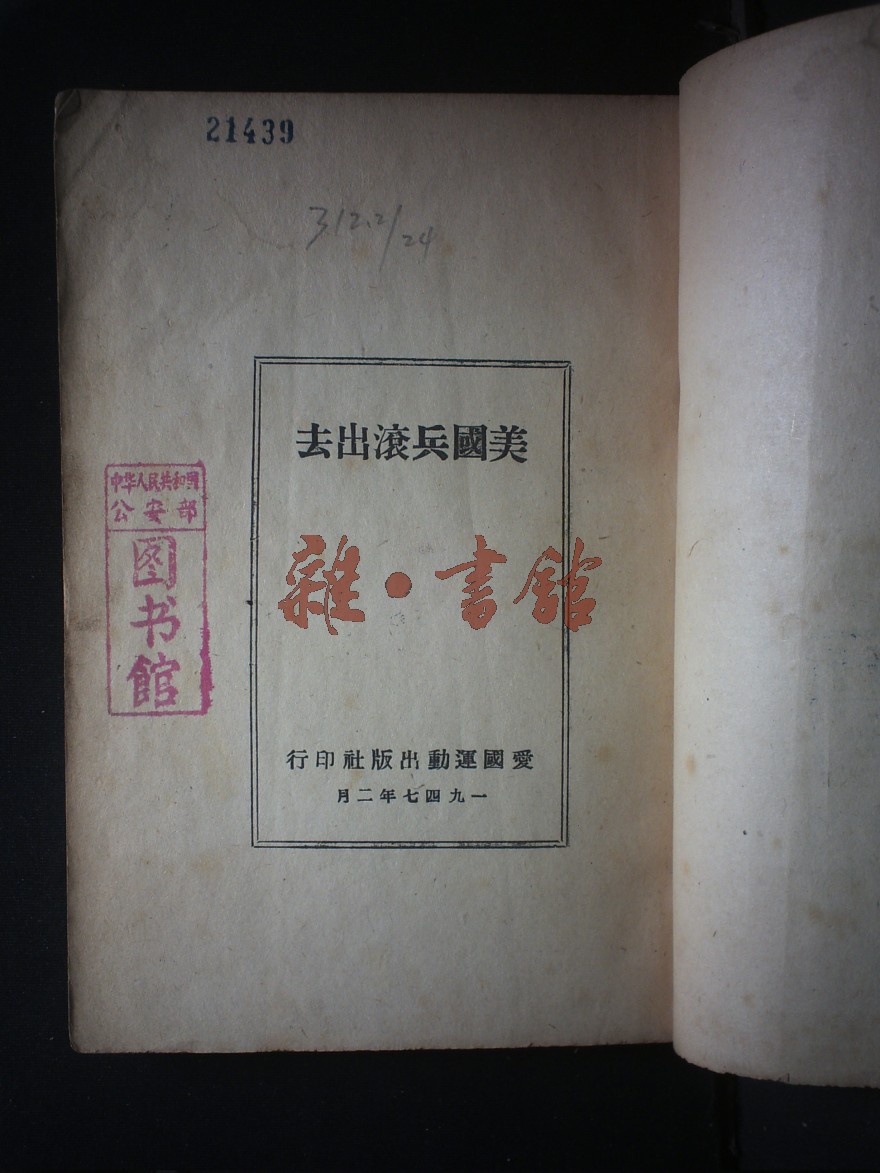 21439
312.2/24
美國兵滾出去
中华人民共和国
公安部
图书馆
雜·書館
愛國運動出版社印行
一九四七年二月